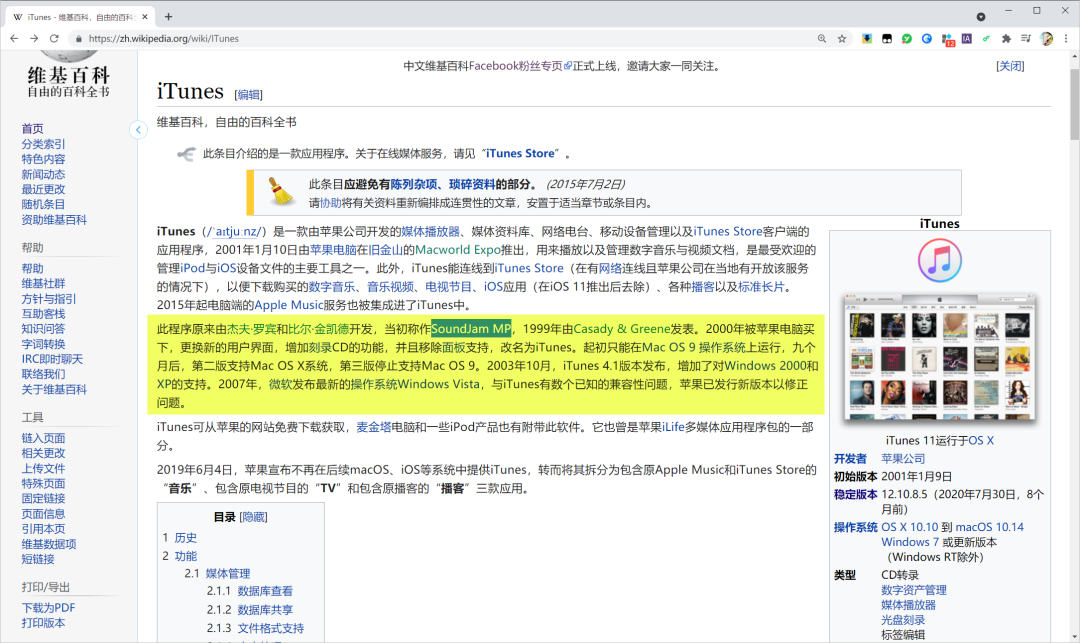 iTunes - 维基百科，自由的百科全书
https://zh.wikipedia.org/wiki/ITunes
12
IA
维基百科
自由的百科全书
首页
分类索引
特色内容
新闻动态
最近更改
随机条目
资助维基百科
帮助
帮助
维基社群
方针与指引
互助客栈
知识问答
字词转换
IRC即时聊天
联络我们
关于维基百科
工具
链入页面
相关更改
上传文件
特殊页面
固定链接
页面信息
引用本页
维基数据项
短链接
打印/导出
下载为PDF
打印版本
中文维基百科Facebook粉丝专页正式上线，邀请大家一同关注。
[关闭]
iTunes [编辑]
维基百科，自由的百科全书
此条目介绍的是一款应用程序。关于在线媒体服务，请见“iTunes Store”。
此条目应避免有陈列杂项、琐碎资料的部分。 (2015年7月2日)
请协助将有关资料重新编排成连贯性的文章，安置于适当章节或条目内。
iTunes（/ˈaɪtjuːnz/）是一款由苹果公司开发的媒体播放器、媒体资料库、网络电台、移动设备管理以及iTunes Store客户端的
应用程序，2001年1月10日由苹果电脑在旧金山的Macworld Expo推出，用来播放以及管理数字音乐与视频文档，是最受欢迎的
管理iPod与iOS设备文件的主要工具之一。此外，iTunes能连线到iTunes Store（在有网络连线且苹果公司在当地有开放该服务
的情况下），以便下载购买的数字音乐、音乐视频、电视节目、iOS应用（在iOS 11推出后去除）、各种播客以及标准长片。
2015年起电脑端的Apple Music服务也被集成进了iTunes中。
此程序原来由杰夫·罗宾和比尔·金凯德开发，当初称作SoundJam MP，1999年由Casady & Greene发表。2000年被苹果电脑买
下，更换新的用户界面，增加刻录CD的功能，并且移除面板支持，改名为iTunes。起初只能在Mac OS 9 操作系统上运行，九个
月后，第二版支持Mac OS X系统，第三版停止支持Mac OS 9。2003年10月，iTunes 4.1版本发布，增加了对Windows 2000和
XP的支持。2007年，微软发布最新的操作系统Windows Vista，与iTunes有数个已知的兼容性问题，苹果已发行新版本以修正
问题。
iTunes可从苹果的网站免费下载获取，麦金塔电脑和一些iPod产品也有附带此软件。它也曾是苹果iLife多媒体应用程序包的一部
分。
2019年6月4日，苹果宣布不再在后续macOS、iOS等系统中提供iTunes，转而将其拆分为包含原Apple Music和iTunes Store的
“音乐”、包含原电视节目的“TV”和包含原播客的“播客”三款应用。
目录 [隐藏]
1 历史
2 功能
2.1 媒体管理
2.1.1 数据库查看
2.1.2 数据库共享
2.1.3 文件格式支持
iTunes
iTunes 11运行于OS X
开发者 苹果公司
初始版本 2001年1月9日
稳定版本 12.10.8.5（2020年7月30日，8个
月前）
操作系统 OS X 10.10 到 macOS 10.14
Windows 7 或更新版本
（Windows RT除外）
类型 CD转录
数字资产管理
媒体播放器
光盘刻录
标签编辑